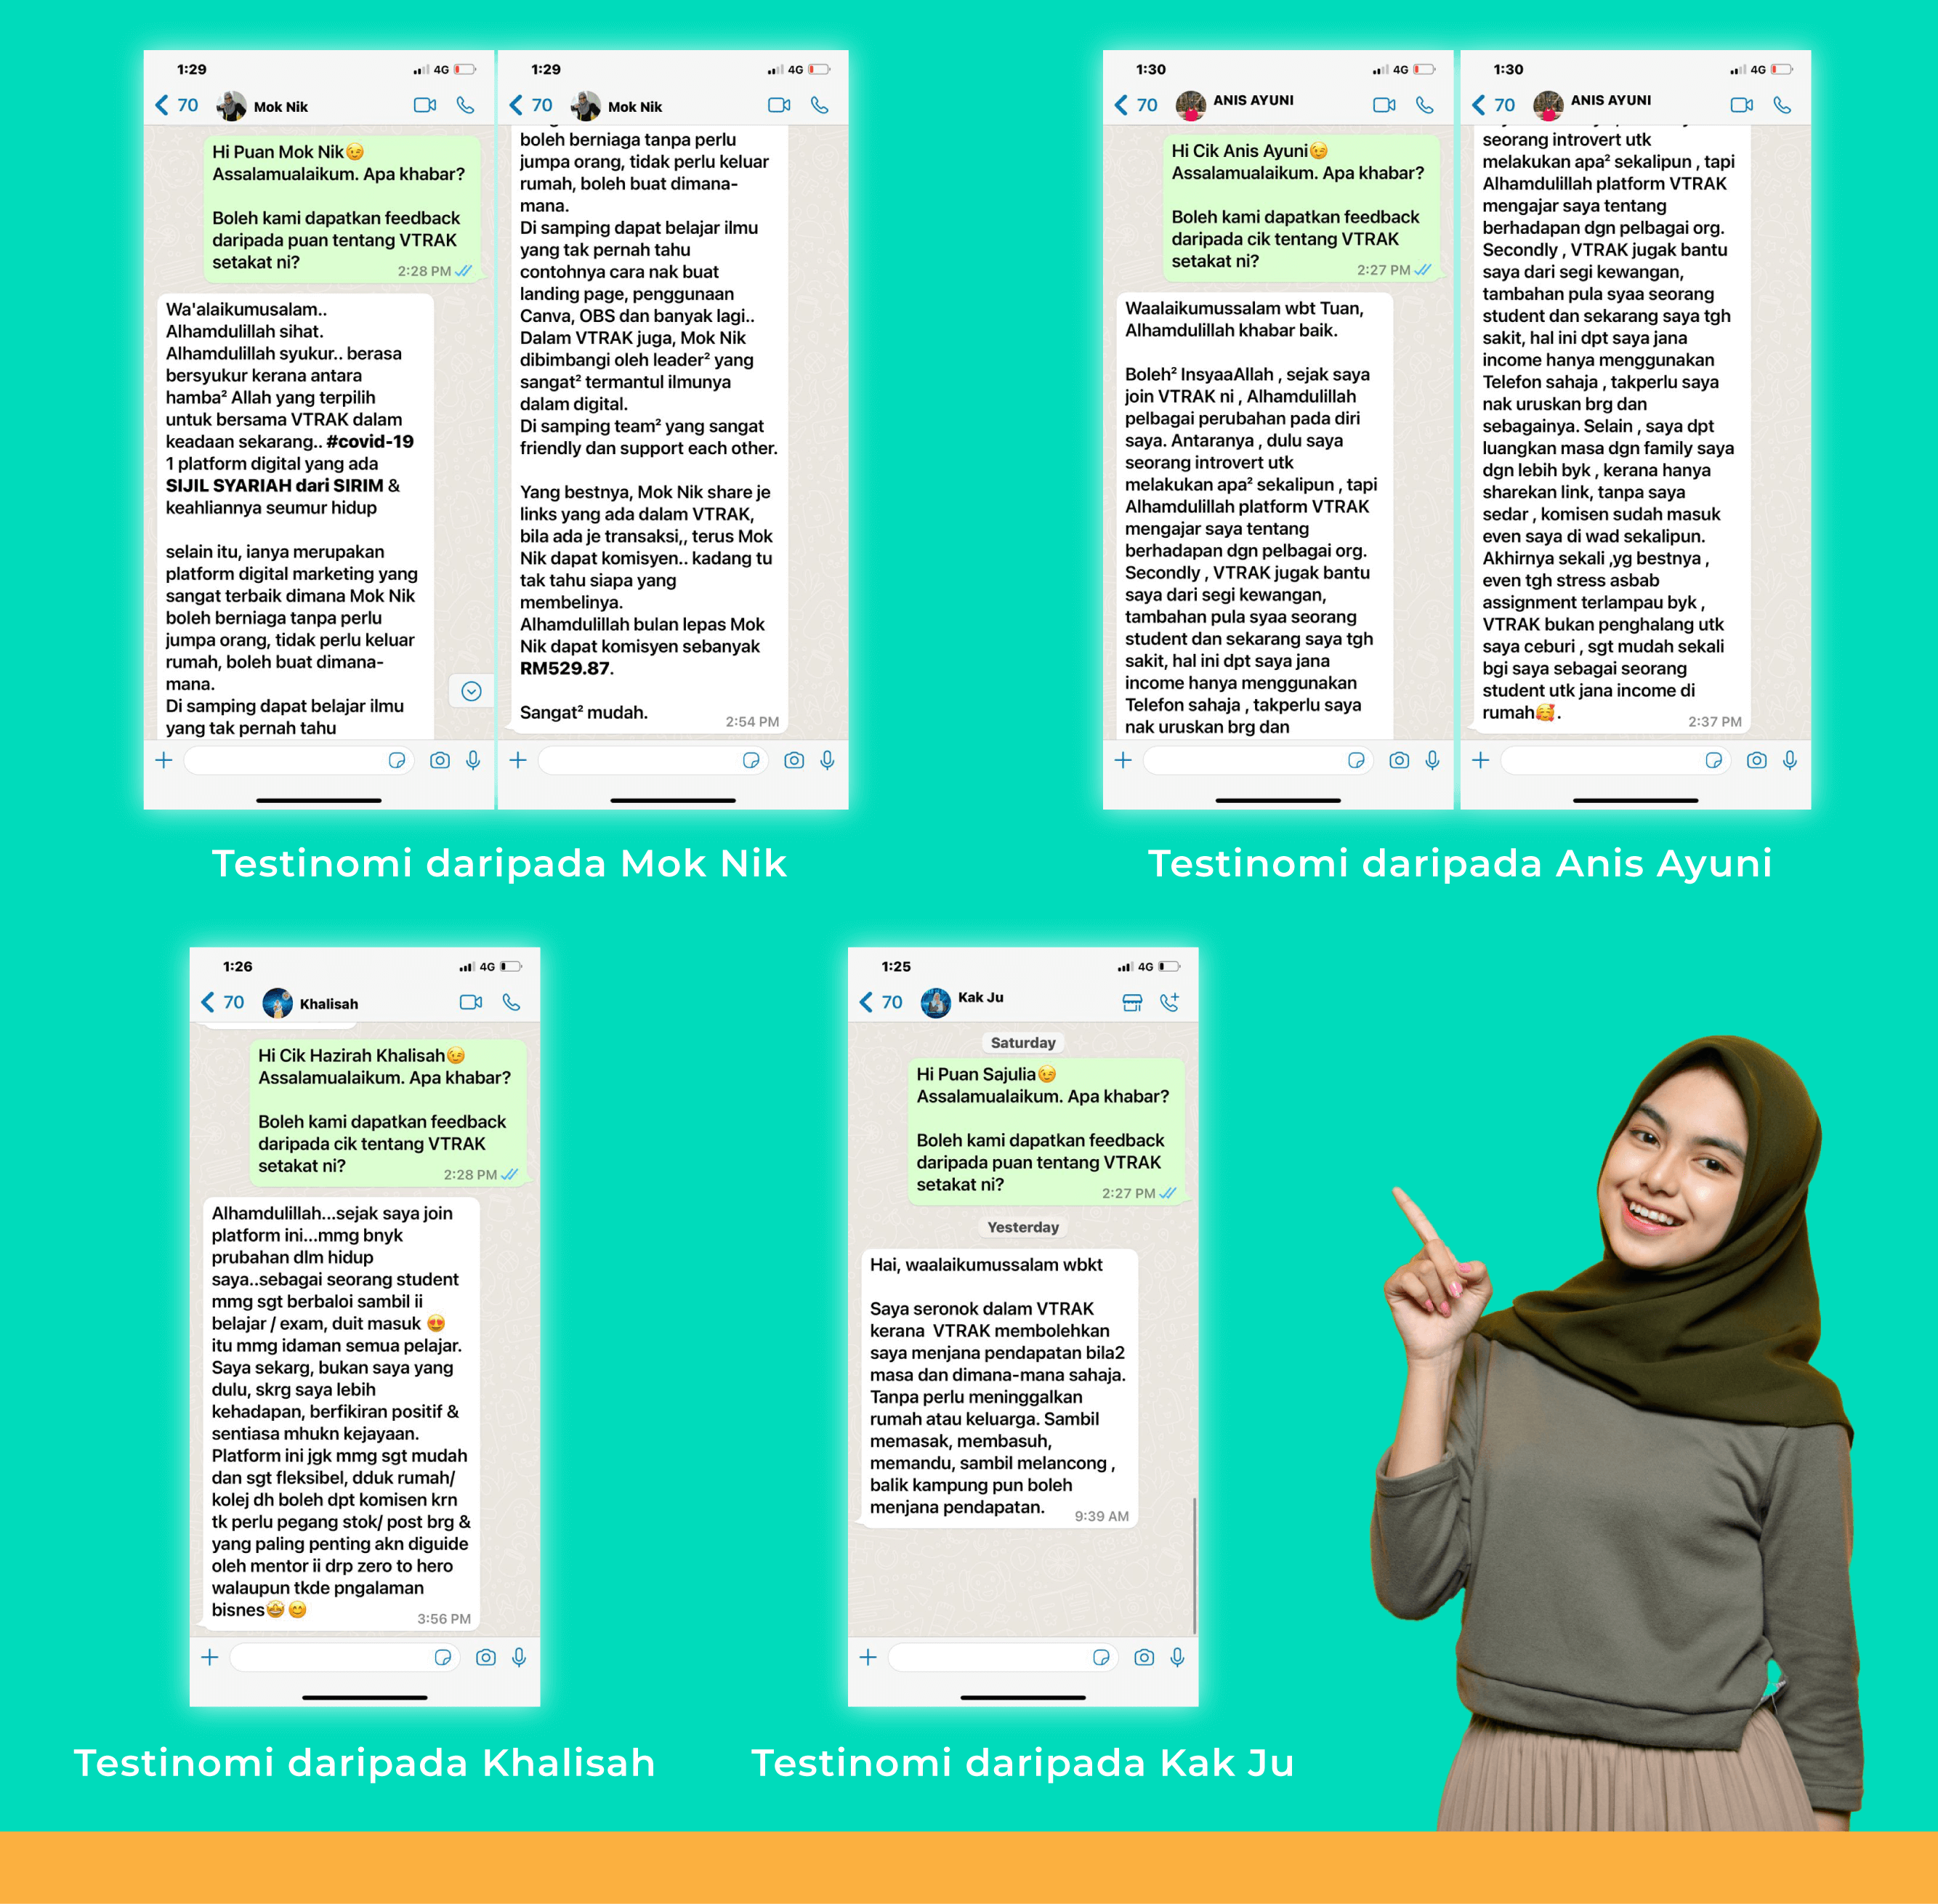 1:29
4G
70
Mok Nik
Hi Puan Mok Nik😉
Assalamualaikum. Apa khabar?
Boleh kami dapatkan feedback
daripada puan tentang VTRAK
setakat ni?
2:28 PM
Wa'alaikumusalam..
Alhamdulillah sihat.
Alhamdulillah syukur.. berasa
bersyukur kerana antara
hamba² Allah yang terpilih
untuk bersama VTRAK dalam
keadaan sekarang.. #covid-19
1 platform digital yang ada
SIJIL SYARIAH dari SIRIM &
keahliannya seumur hidup
selain itu, ianya merupakan
platform digital marketing yang
sangat terbaik dimana Mok Nik
boleh berniaga tanpa perlu
jumpa orang, tidak perlu keluar
rumah, boleh buat dimana-
mana.
Di samping dapat belajar ilmu
yang tak pernah tahu
1:29
4G
70
Mok Nik
boleh berniaga tanpa perlu
jumpa orang, tidak perlu keluar
rumah, boleh buat dimana-
mana.
Di samping dapat belajar ilmu
yang tak pernah tahu
contohnya cara nak buat
landing page, penggunaan
Canva, OBS dan banyak lagi..
Dalam VTRAK juga, Mok Nik
dibimbangi oleh leader² yang
sangat² termantul ilmunya
dalam digital.
Di samping team² yang sangat
friendly dan support each other.
Yang bestnya, Mok Nik share je
links yang ada dalam VTRAK,
bila ada je transaksi,, terus Mok
Nik dapat komisyen.. kadang tu
tak tahu siapa yang
membelinya.
Alhamdulillah bulan lepas Mok
Nik dapat komisyen sebanyak
RM529.87.
Sangat² mudah.
2:54 PM
Testinomi daripada Mok Nik
1:30
4G
70
ANIS AYUNI
Hi Cik Anis Ayuni😉
Assalamualaikum. Apa khabar?
Boleh kami dapatkan feedback
daripada cik tentang VTRAK
setakat ni?
2:27 PM
Waalaikumussalam wbt Tuan,
Alhamdulillah khabar baik.
Boleh² InsyaaAllah , sejak saya
join VTRAK ni , Alhamdulillah
pelbagai perubahan pada diri
saya. Antaranya , dulu saya
seorang introvert utk
melakukan apa² sekalipun , tapi
Alhamdulillah platform VTRAK
mengajar saya tentang
berhadapan dgn pelbagai org.
Secondly , VTRAK jugak bantu
saya dari segi kewangan,
tambahan pula syaa seorang
student dan sekarang saya tgh
sakit, hal ini dpt saya jana
income hanya menggunakan
Telefon sahaja , takperlu saya
nak uruskan brg dan
1:30
4G
70
ANIS AYUNI
seorang introvert utk
melakukan apa² sekalipun , tapi
Alhamdulillah platform VTRAK
mengajar saya tentang
berhadapan dgn pelbagai org.
Secondly , VTRAK jugak bantu
saya dari segi kewangan,
tambahan pula syaa seorang
student dan sekarang saya tgh
sakit, hal ini dpt saya jana
income hanya menggunakan
Telefon sahaja , takperlu saya
nak uruskan brg dan
sebagainya. Selain , saya dpt
luangkan masa dgn family saya
dgn lebih byk , kerana hanya
sharekan link, tanpa saya
sedar , komisen sudah masuk
even saya di wad sekalipun.
Akhirnya sekali ,yg bestnya ,
even tgh stress asbab
assignment terlampau byk ,
VTRAK bukan penghalang utk
saya ceburi , sgt mudah sekali
bgi saya sebagai seorang
student utk jana income di
rumah🥰.
2:37 PM
Testinomi daripada Anis Ayuni
1:26
4G
70
Khalisah
Hi Cik Hazirah Khalisah😉
Assalamualaikum. Apa khabar?
Boleh kami dapatkan feedback
daripada cik tentang VTRAK
setakat ni?
2:28 PM
Alhamdulillah...sejak saya join
platform ini...mmg bnyk
prubahan dlm hidup
saya..sebagai seorang student
mmg sgt berbaloi sambil ii
belajar / exam, duit masuk 😍
itu mmg idaman semua pelajar.
Saya sekarg, bukan saya yang
dulu, skrg saya lebih
kehadapan, berfikiran positif &
sentiasa mhukn kejayaan.
Platform ini jgk mmg sgt mudah
dan sgt fleksibel, dduk rumah/
kolej dh boleh dpt komisen krn
tk perlu pegang stok/ post brg &
yang paling penting akn diguide
oleh mentor ii drp zero to hero
walaupun tkde pngalaman
bisnes🤩😊
3:56 PM
Testinomi daripada Khalisah
1:25
4G
70
Kak Ju
Saturday
Hi Puan Sajulia😉
Assalamualaikum. Apa khabar?
Boleh kami dapatkan feedback
daripada puan tentang VTRAK
setakat ni?
2:27 PM
Yesterday
Hai, waalaikumussalam wbkt
Saya seronok dalam VTRAK
kerana VTRAK membolehkan
saya menjana pendapatan bila2
masa dan dimana-mana sahaja.
Tanpa perlu meninggalkan
rumah atau keluarga. Sambil
memasak, membasuh,
memandu, sambil melancong ,
balik kampung pun boleh
menjana pendapatan.
9:39 AM
Testinomi daripada Kak Ju